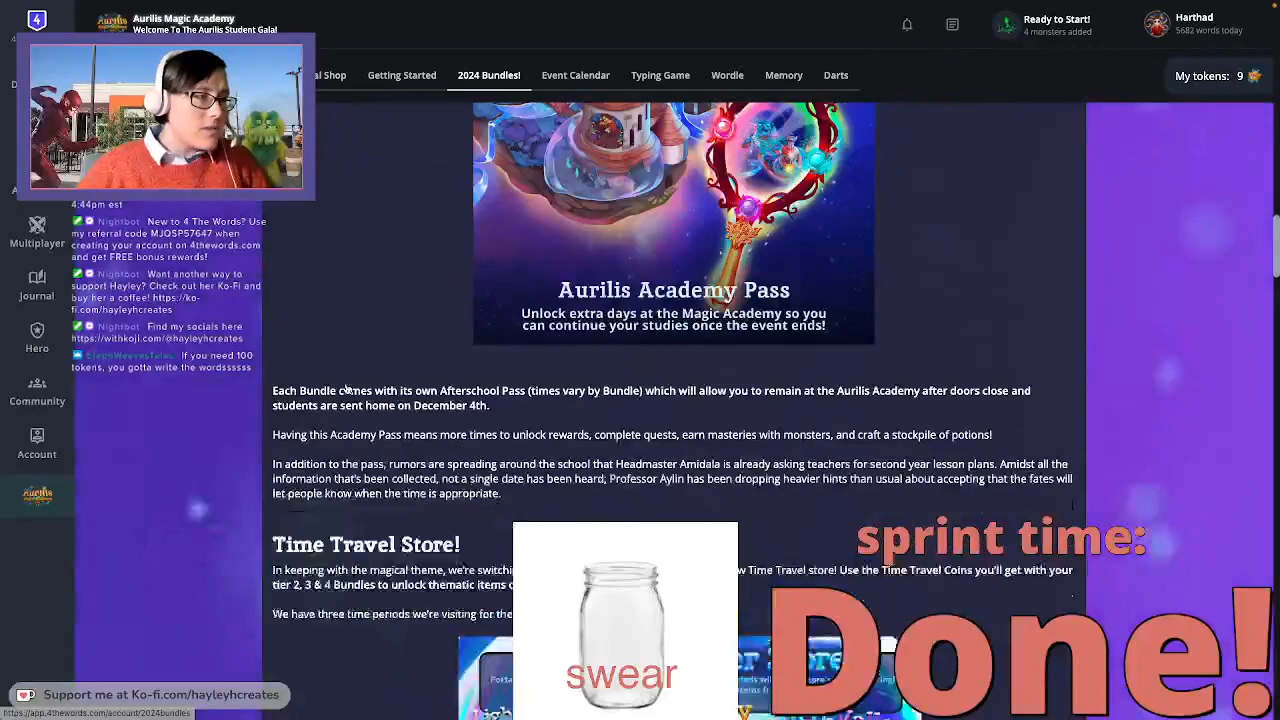 4
Aurilis Magic Academy
Welcome To The Aurilis Student Gala!
Ready to Start!
4 monsters added
Harthad
5682 words today
al Shop
Getting Started
2024 Bundles!
Event Calendar
Typing Game
Wordle
Memory
Darts
My tokens: 9
4:44pm est
Nightbot New to 4 The Words? Use
my referral code MJQSP57647 when
creating your account on 4thewords.com
and get FREE bonus rewards!
Nightbot Want another way to
support Hayley? Check out her Ko-Fi and
buy her a coffee! https://ko-
fi.com/hayleyhcreates
Nightbot Find my socials here
https://withkoji.com/@hayleyhcreates
If you need 100
tokens, you gotta write the wordsssssss
Multiplayer
Journal
Hero
Community
Account
Aurilis
Aurilis Academy Pass
Unlock extra days at the Magic Academy so you
can continue your studies once the event ends!
Each Bundle comes with its own Afterschool Pass (times vary by Bundle) which will allow you to remain at the Aurilis Academy after doors close and
students are sent home on December 4th.
Having this Academy Pass means more times to unlock rewards, complete quests, earn masteries with monsters, and craft a stockpile of potions!
In addition to the pass, rumors are spreading around the school that Headmaster Amidala is already asking teachers for second year lesson plans. Amidst all the
information that's been collected, not a single date has been heard; Professor Aylin has been dropping heavier hints than usual about accepting that the fates will
let people know when the time is appropriate.
Time Travel Store!
In keeping with the magical theme, we're switchin
w Time Travel store! Use the Time Travel Coins you'll get with your
tier 2, 3 & 4 Bundles to unlock thematic items o
We have three time periods we're visiting for the
swear
sprint time:
Done!
Support me at Ko-fi.com/hayleyhcreates
https://app.4thewords.com/account/2024bundles